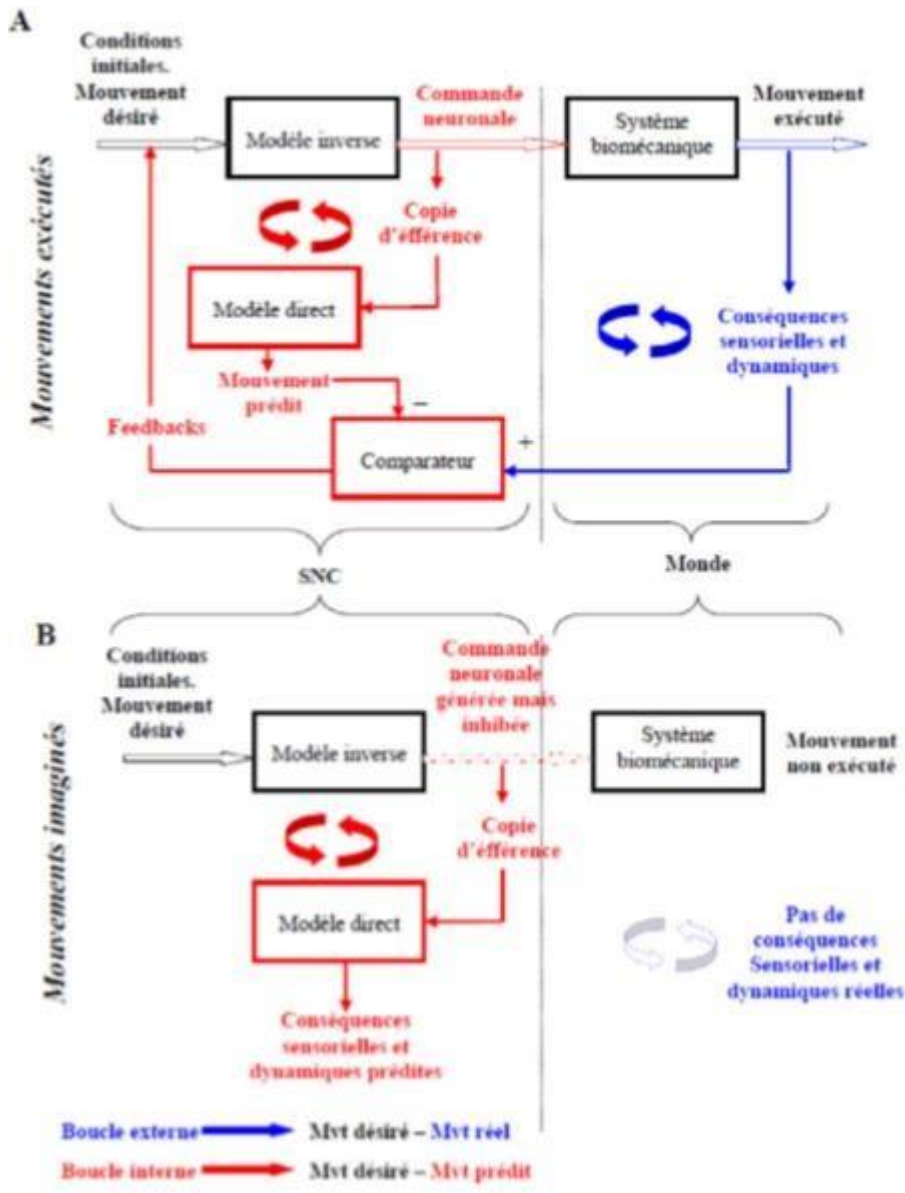 A
Conditions
initiales.
Mouvement
désiré
Modèle inverse
Commande
neuronale
Système
biomécanique
Mouvement
exécuté
Mouvements exécutés
Copie
d'éfférence
Modèle direct
Mouvement
prédit
–
Feedbacks
Comparateur
+
Conséquences
sensorielles et
dynamiques
SNC
Monde
B
Conditions
initiales.
Mouvement
désiré
Modèle inverse
Commande
neuronale
générée mais
inhibée
Système
biomécanique
Mouvement
non exécuté
Mouvements imaginés
Copie
d'éfférence
Modèle direct
Conséquences
sensorielles et
dynamiques prédites
Pas de
conséquences
Sensorielles et
dynamiques réelles
Boucle externe Mvt désiré – Mvt réel
Boucle interne Mvt désiré – Mvt prédit